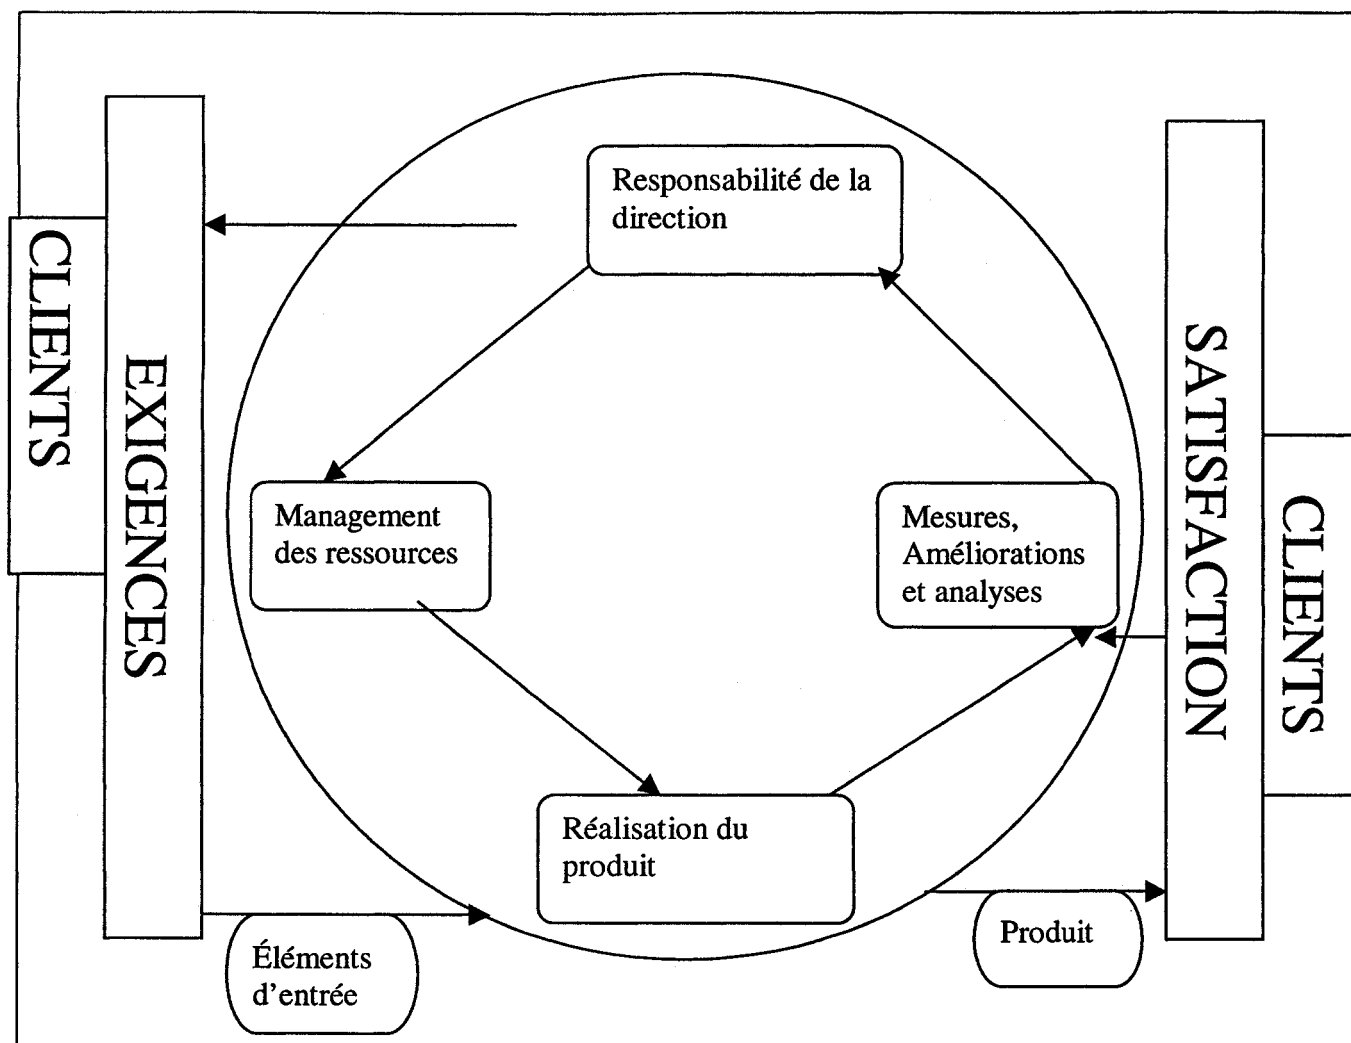 Responsabilité de la
direction
CLIENTS
EXIGENCES
Management
des ressources
Mesures,
Améliorations
et analyses
SATISFACTION
CLIENTS
Réalisation du
produit
Éléments
d'entrée
Produit